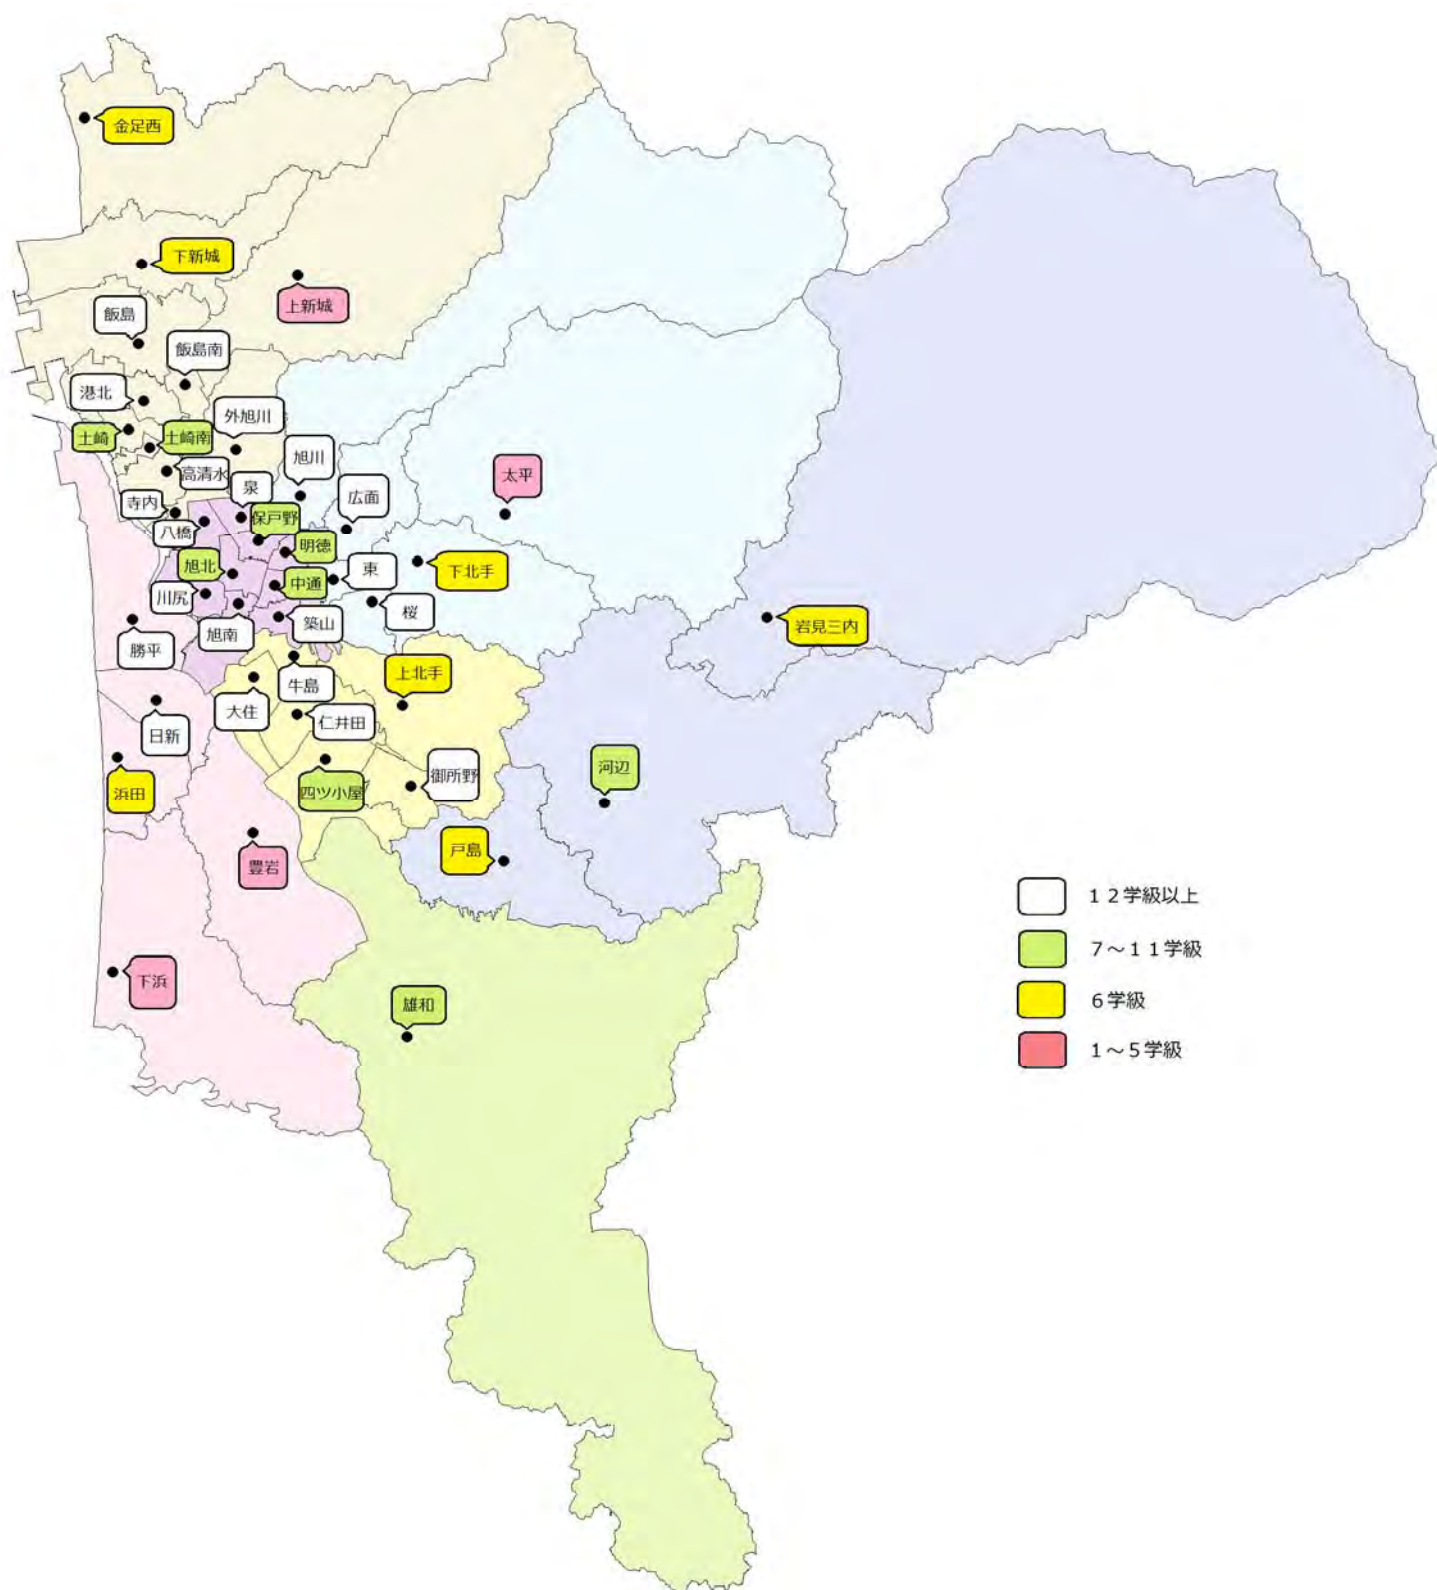 金足西
下新城
上新城
飯島
飯島南
港北
外旭川
土崎
土崎南
高清水
旭川
太平
泉
広面
寺内
保戸野
八橋
明徳
旭北
中通
東
下北手
川尻
桜
旭南
築山
岩見三内
勝平
上北手
牛島
大住
仁井田
日新
御所野
河辺
浜田
四ツ小屋
戸島
豊岩
下浜
雄和
12学級以上
7～11学級
6学級
1～5学級